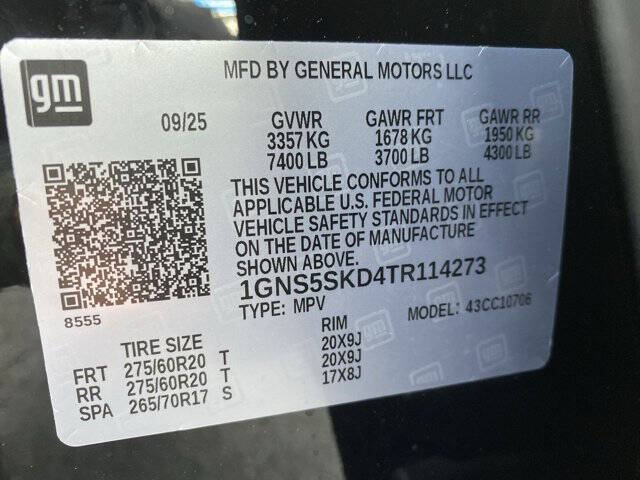 gm
MFD BY GENERAL MOTORS LLC
09/25
GVWR GAWR FRT GAWR RR
3357 KG 1678 KG 1950 KG
7400 LB 3700 LB 4300 LB
THIS VEHICLE CONFORMS TO ALL
APPLICABLE U.S. FEDERAL MOTOR
VEHICLE SAFETY STANDARDS IN EFFECT
ON THE DATE OF MANUFACTURE
SHOWN ABOVE.
1GNS5SKD4TR114273
8555
TYPE: MPV MODEL: 43CC10706
TIRE SIZE RIM
FRT 275/60R20 T 20X9J
RR 275/60R20 T 20X9J
SPA 265/70R17 S 17X8J